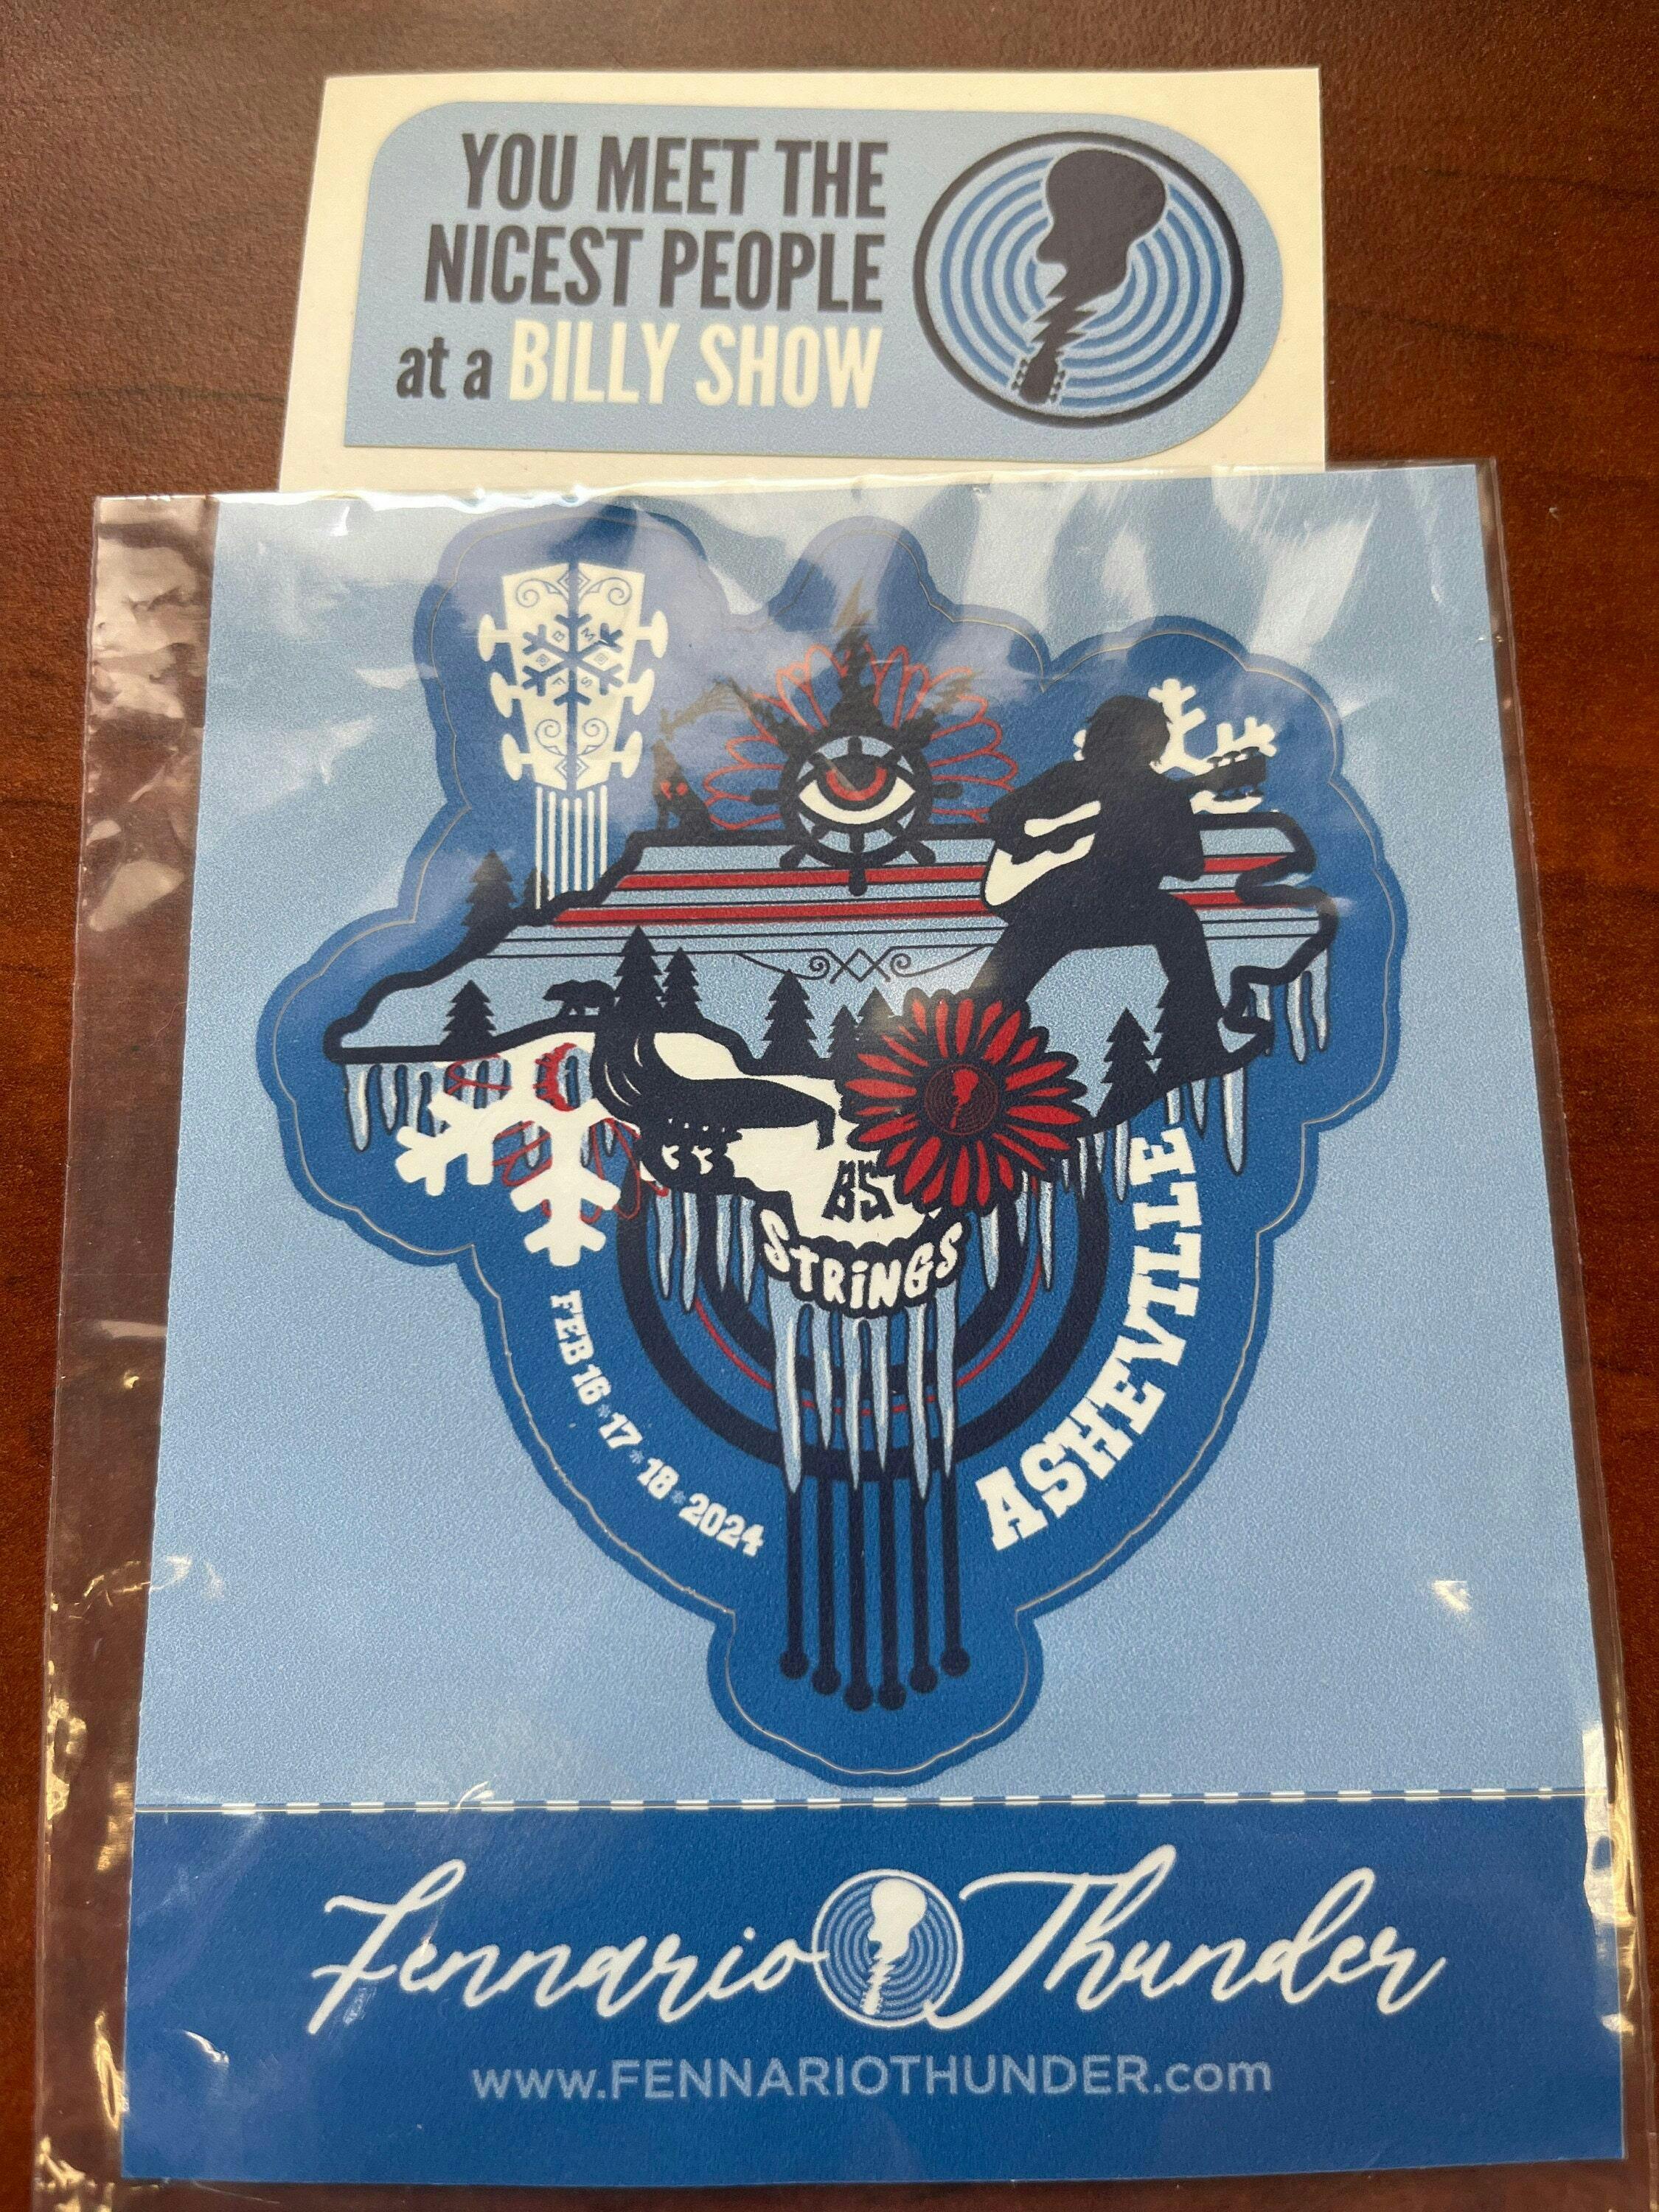 YOU MEET THE
NICEST PEOPLE
at a BILLY SHOW
B M
F S
BS
STRiNGS
FEB 16*17*18*2024
ASHEVILLE
Fennario Thunder
www.FENNARIOTHUNDER.com